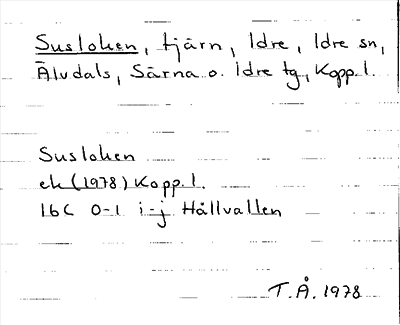 Susloken, tjärn, Idre, Idre sn,
Älvdals, Särna o. Idre tg, Kopp. l.
Susloken
ek (1978) Kopp. l.
16C 0-1 i-j Hållvallen
T.Å. 1978